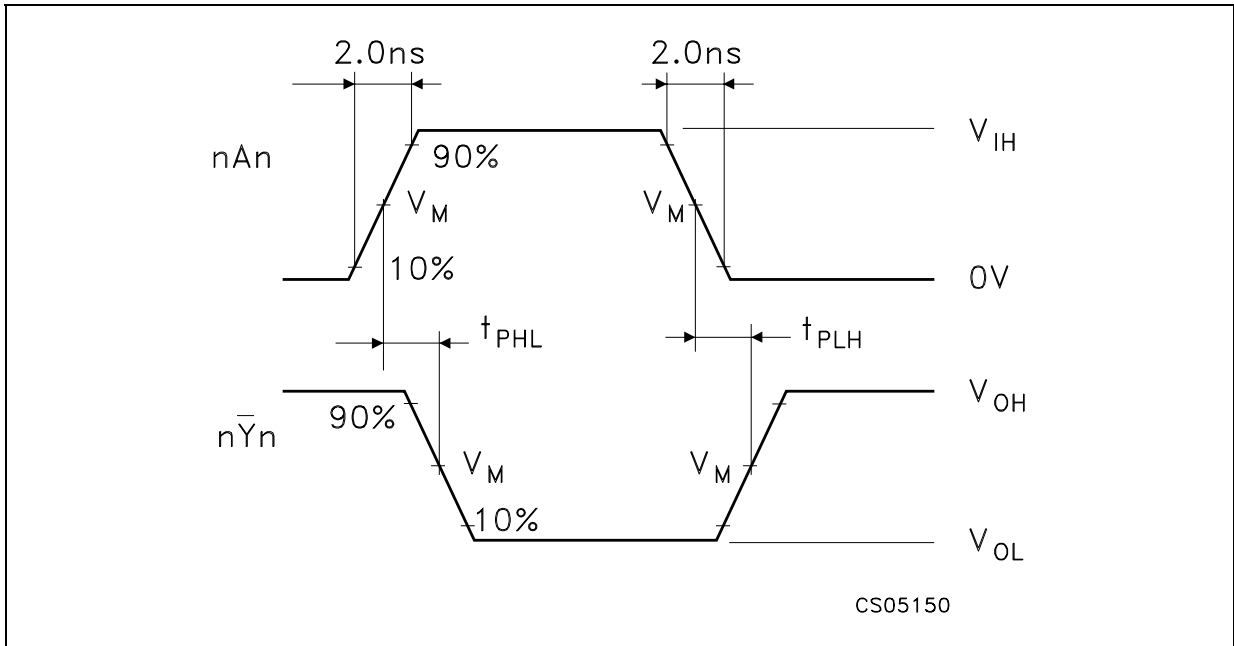 2.0ns 2.0ns
nAn
90%
V_IH
V_M V_M
10%
0V
t_PHL t_PLH
nȲn
90%
V_OH
V_M V_M
10%
V_OL
CS05150